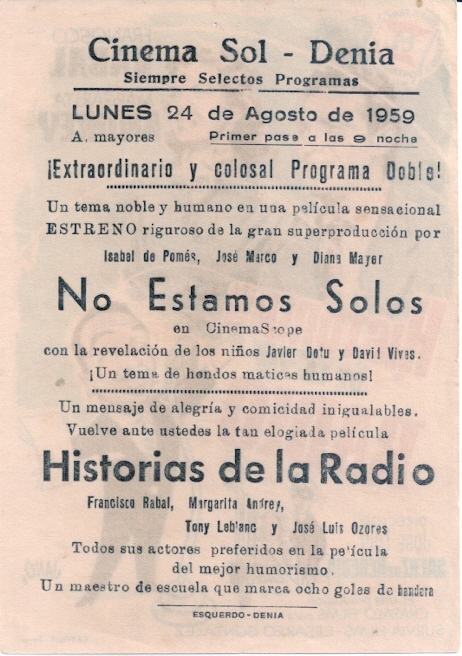 Cinema Sol - Denia
Siempre Selectos Programas
LUNES 24 de Agosto de 1959
A. mayores Primer pase a las 9 noche
¡Extraordinario y colosal Programa Doble!
Un tema noble y humano en una película sensacional
ESTRENO riguroso de la gran superproducción por
Isabel de Pomés, José Marco y Diana Mayer
No Estamos Solos
en CinemaScope
con la revelación de los niños Javier Dotu y David Vives.
¡Un tema de hondos matices humanos!
Un mensaje de alegría y comicidad inigualables.
Vuelve ante ustedes la tan elogiada película
Historias de la Radio
Francisco Rabal, Margarita Andrey,
Tony Leblanc y José Luis Ozores
Todos sus actores preferidos en la película
del mejor humorismo.
Un maestro de escuela que marca ocho goles de bandera
ESQUERDO-DENIA